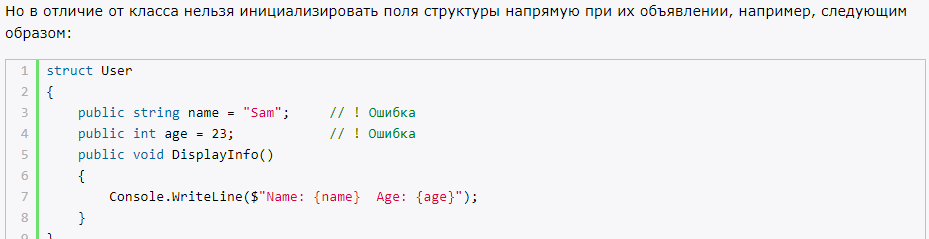 Но в отличие от класса нельзя инициализировать поля структуры напрямую при их объявлении, например, следующим
образом:
1 struct User
2 {
3     public string name = "Sam";     // ! Ошибка
4     public int age = 23;            // ! Ошибка
5     public void DisplayInfo()
6     {
7         Console.WriteLine($"Name: {name}  Age: {age}");
8     }
9 }